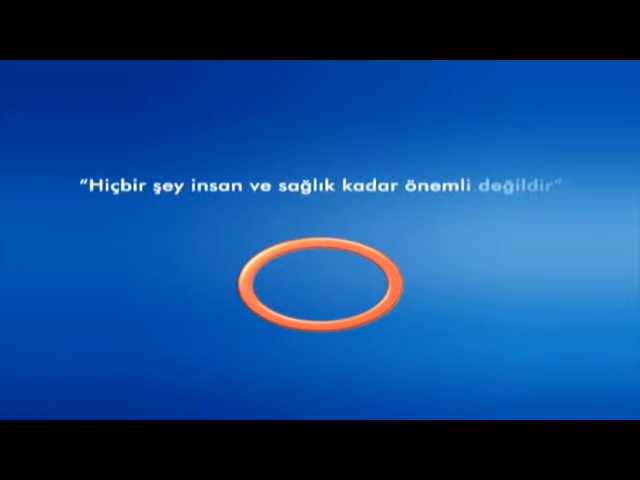 “Hiçbir şey insan ve sağlık kadar önemli değildir”